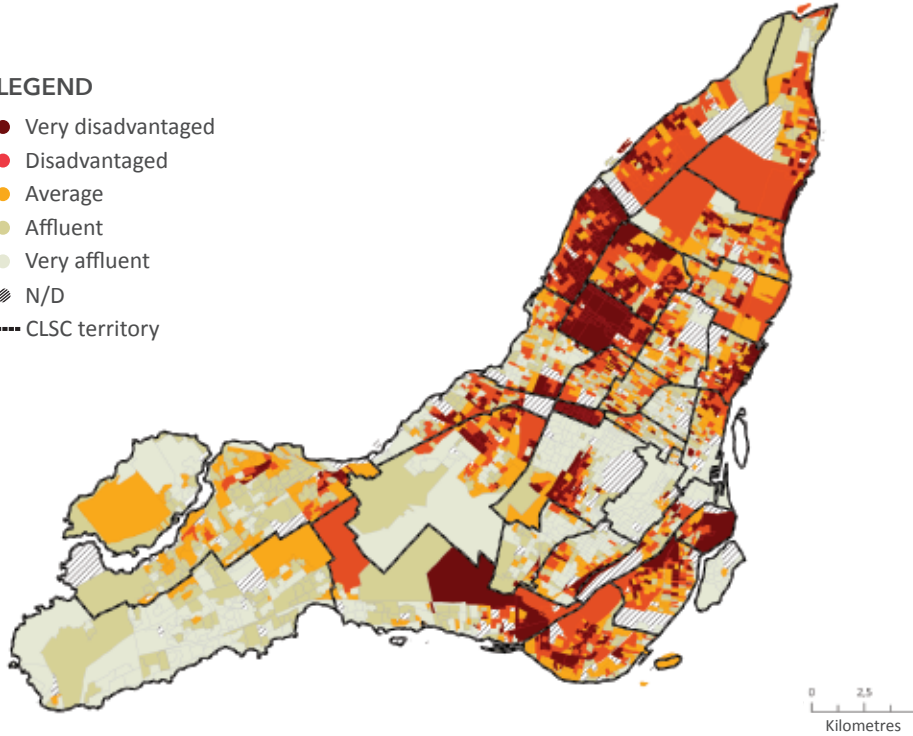 LEGEND
Very disadvantaged
Disadvantaged
Average
Affluent
Very affluent
N/D
CLSC territory
0 2,5
Kilometres